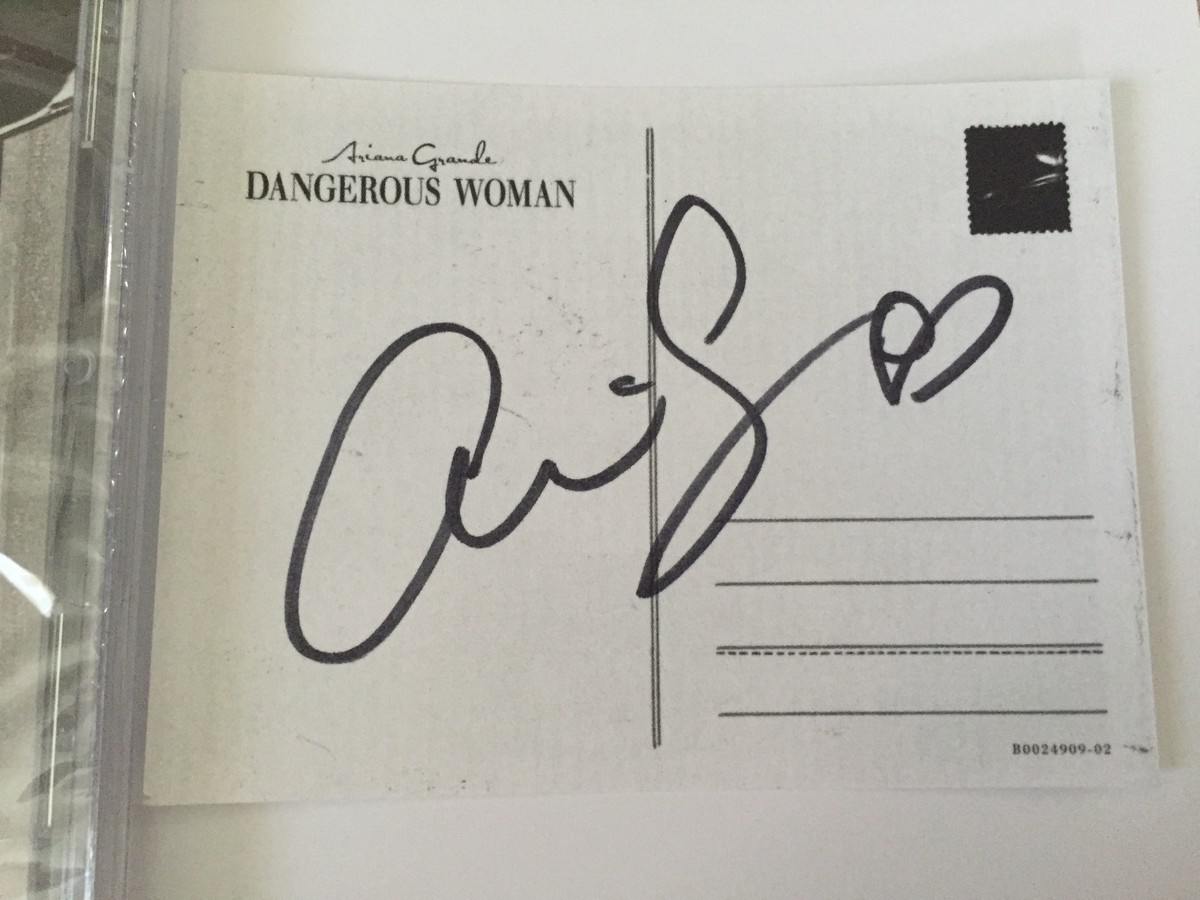 Ariana Grande
DANGEROUS WOMAN
B0024909-02